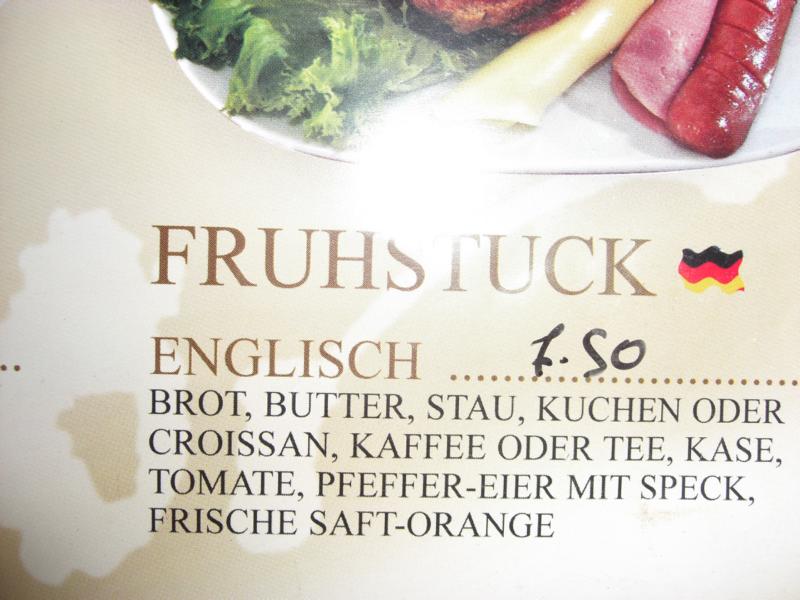 FRUHSTUCK
ENGLISCH ........................ 7.50
BROT, BUTTER, STAU, KUCHEN ODER
CROISSAN, KAFFEE ODER TEE, KASE,
TOMATE, PFEFFER-EIER MIT SPECK,
FRISCHE SAFT-ORANGE